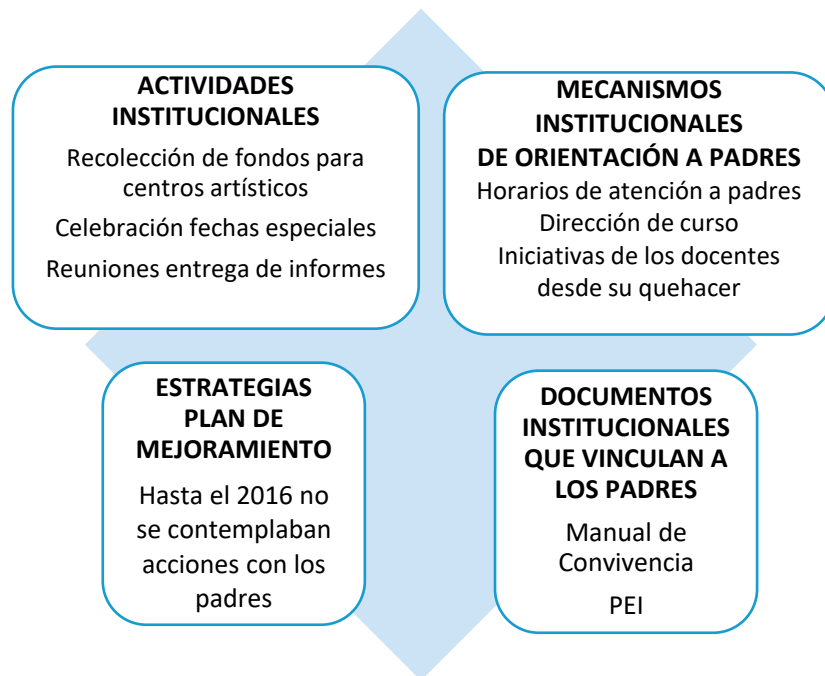 ACTIVIDADES
INSTITUCIONALES
Recolección de fondos para
centros artísticos
Celebración fechas especiales
Reuniones entrega de informes
MECANISMOS
INSTITUCIONALES
DE ORIENTACIÓN A PADRES
Horarios de atención a padres
Dirección de curso
Iniciativas de los docentes
desde su quehacer
ESTRATEGIAS
PLAN DE
MEJORAMIENTO
Hasta el 2016 no
se contemplaban
acciones con los
padres
DOCUMENTOS
INSTITUCIONALES
QUE VINCULAN A
LOS PADRES
Manual de
Convivencia
PEI